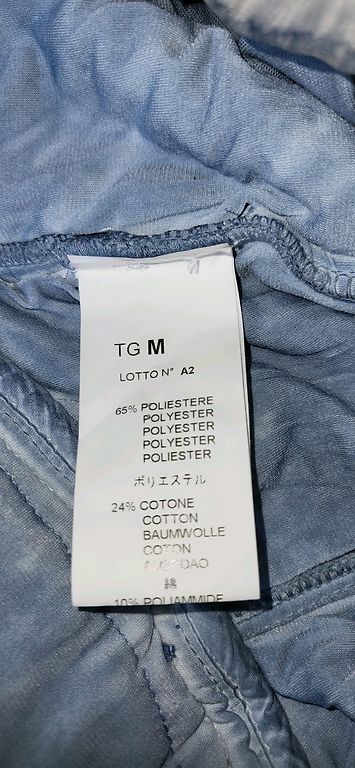 TG M
LOTTO N° A2
65% POLIESTERE
POLYESTER
POLYESTER
POLYESTER
POLIESTER
ポリエステル
24% COTONE
COTTON
BAUMWOLLE
COTON
綿
10% POLIAMMIDE